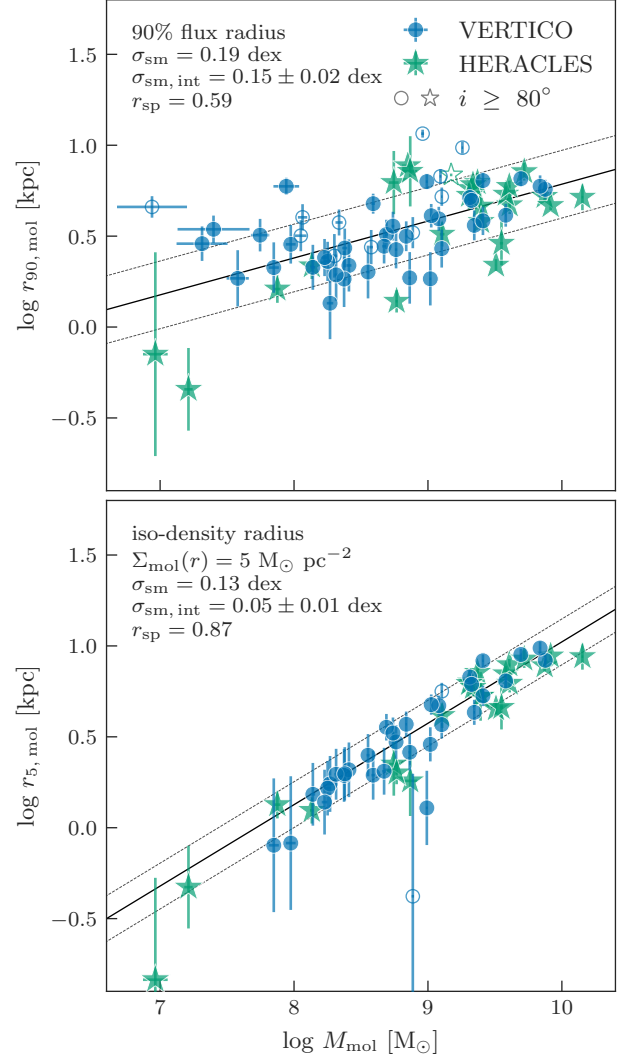 90% flux radius
σsm = 0.19 dex
σsm, int = 0.15 ± 0.02 dex
rsp = 0.59
VERTICO
HERACLES
i ≥ 80°
1.5
1.0
0.5
0.0
−0.5
log r90, mol [kpc]
iso-density radius
Σmol(r) = 5 M⊙ pc−2
σsm = 0.13 dex
σsm, int = 0.05 ± 0.01 dex
rsp = 0.87
1.5
1.0
0.5
0.0
−0.5
log r5, mol [kpc]
7 8 9 10
log Mmol [M⊙]